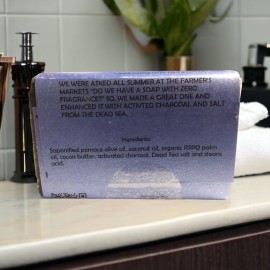 WE WERE ASKED ALL SUMMER AT THE FARMER'S
MARKETS "DO WE HAVE A SOAP WITH ZERO
FRAGRANCE?" SO, WE MADE A GREAT ONE AND
ENHANCED IT WITH ACTIVTED CHARCOAL AND SALT
FROM THE DEAD SEA.
Ingredients:
Saponified pomace olive oil, coconut oil, organic RSPO palm
oil, cocoa butter, activated charcoal, Dead Sea salt and stearic
acid.